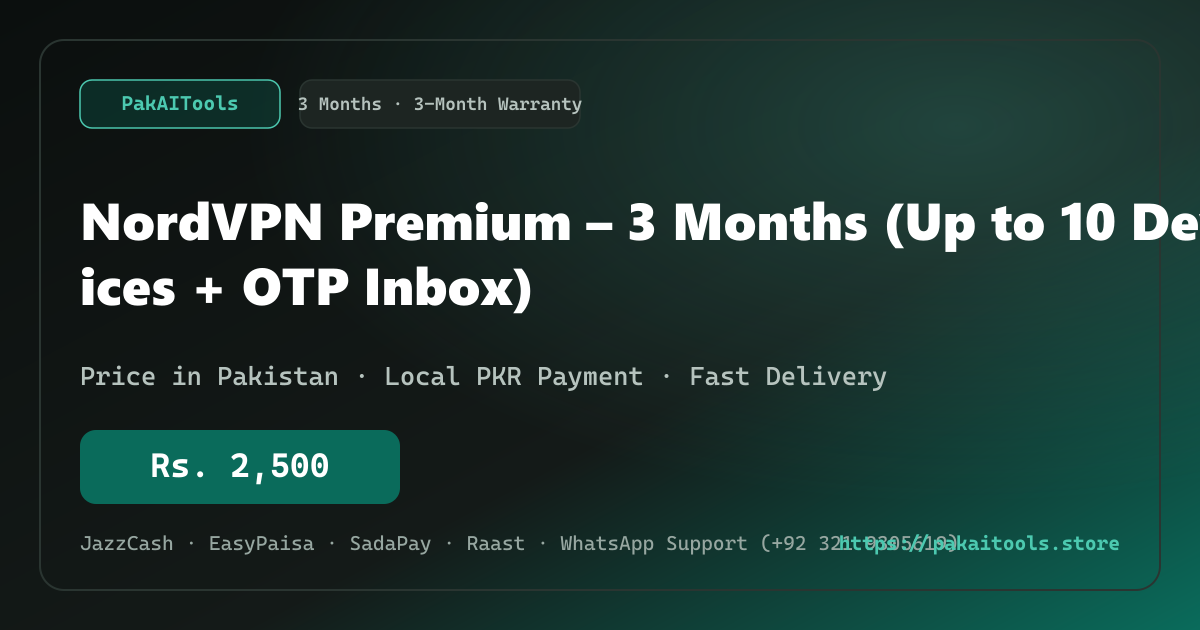 PakAITools
3 Months · 3-Month Warranty
NordVPN Premium – 3 Months (Up to 10 Dev
ices + OTP Inbox)
Price in Pakistan · Local PKR Payment · Fast Delivery
Rs. 2,500
JazzCash · EasyPaisa · SadaPay · Raast · WhatsApp Support (+92 321
https://pakaitools.store